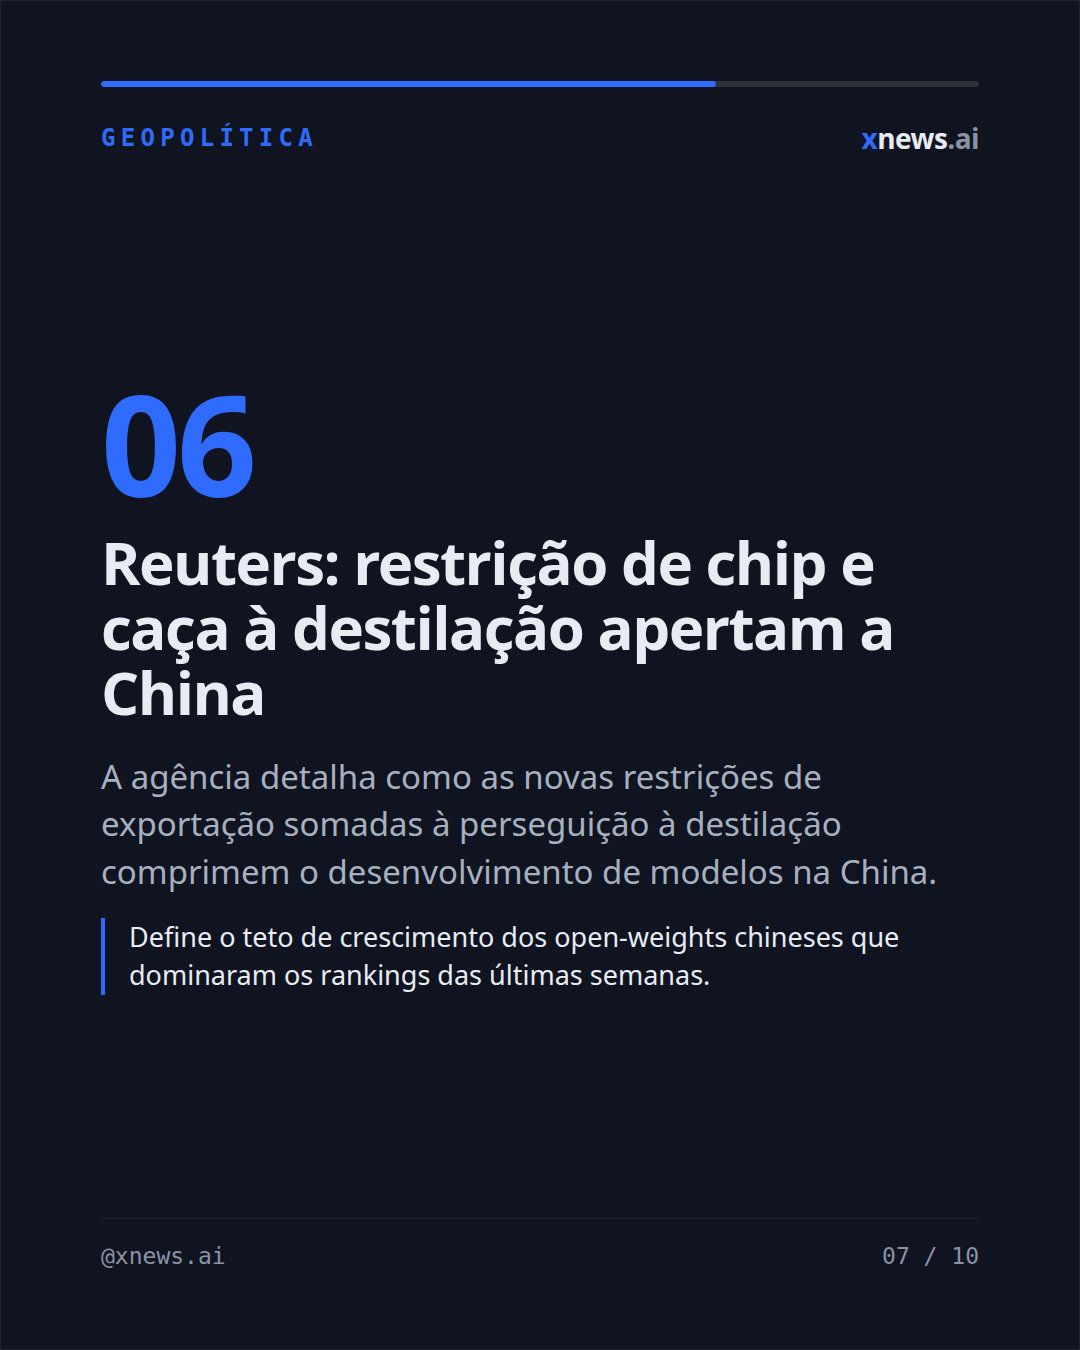 GEOPOLÍTICA
xnews.ai
06
Reuters: restrição de chip e
caça à destilação apertam a
China
A agência detalha como as novas restrições de
exportação somadas à perseguição à destilação
comprimem o desenvolvimento de modelos na China.
Define o teto de crescimento dos open-weights chineses que
dominaram os rankings das últimas semanas.
@xnews.ai
07 / 10